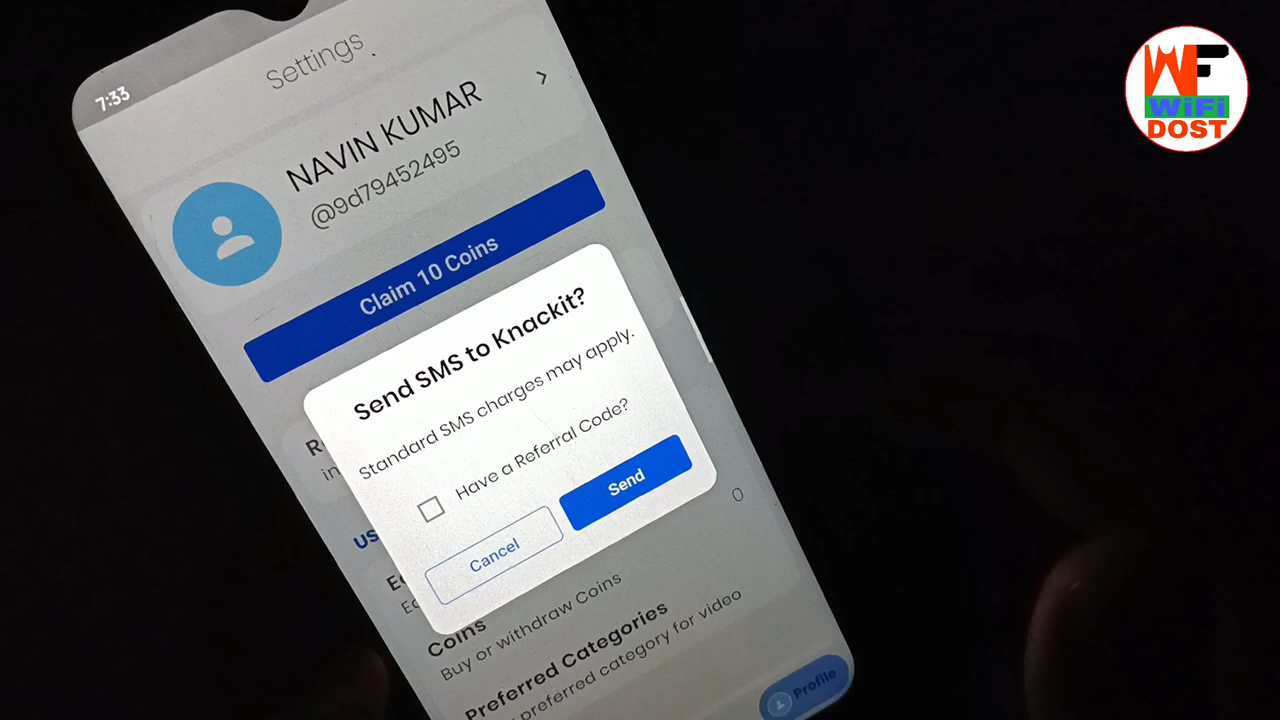 7:33
Settings
NAVIN KUMAR
@9d79452495
Claim 10 Coins
Send SMS to Knackit?
Standard SMS charges may apply.
Have a Referral Code?
Cancel
Send
0
Coins
Buy or withdraw Coins
Preferred Categories
preferred category for video
Profile
WF
WiFi
DOST